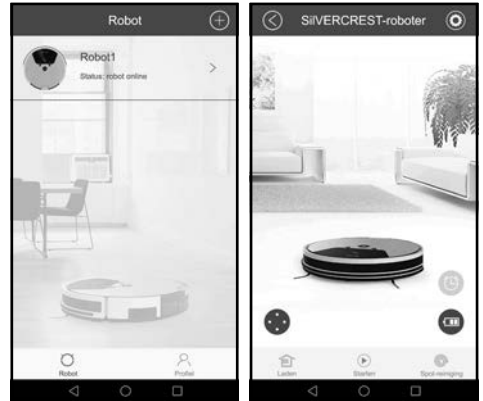 Robot
Robot1
Status: robot online
Robot
Profiel
SilVERCREST-roboter
Laden
Starten
Spot-reiniging